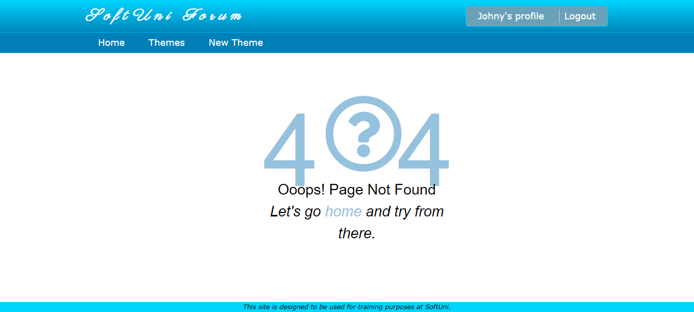 SoftUni Forum
Johny's profile
Logout
Home
Themes
New Theme
4?4
Ooops! Page Not Found
Let's go home and try from
there.
This site is designed to be used for training purposes at SoftUni.